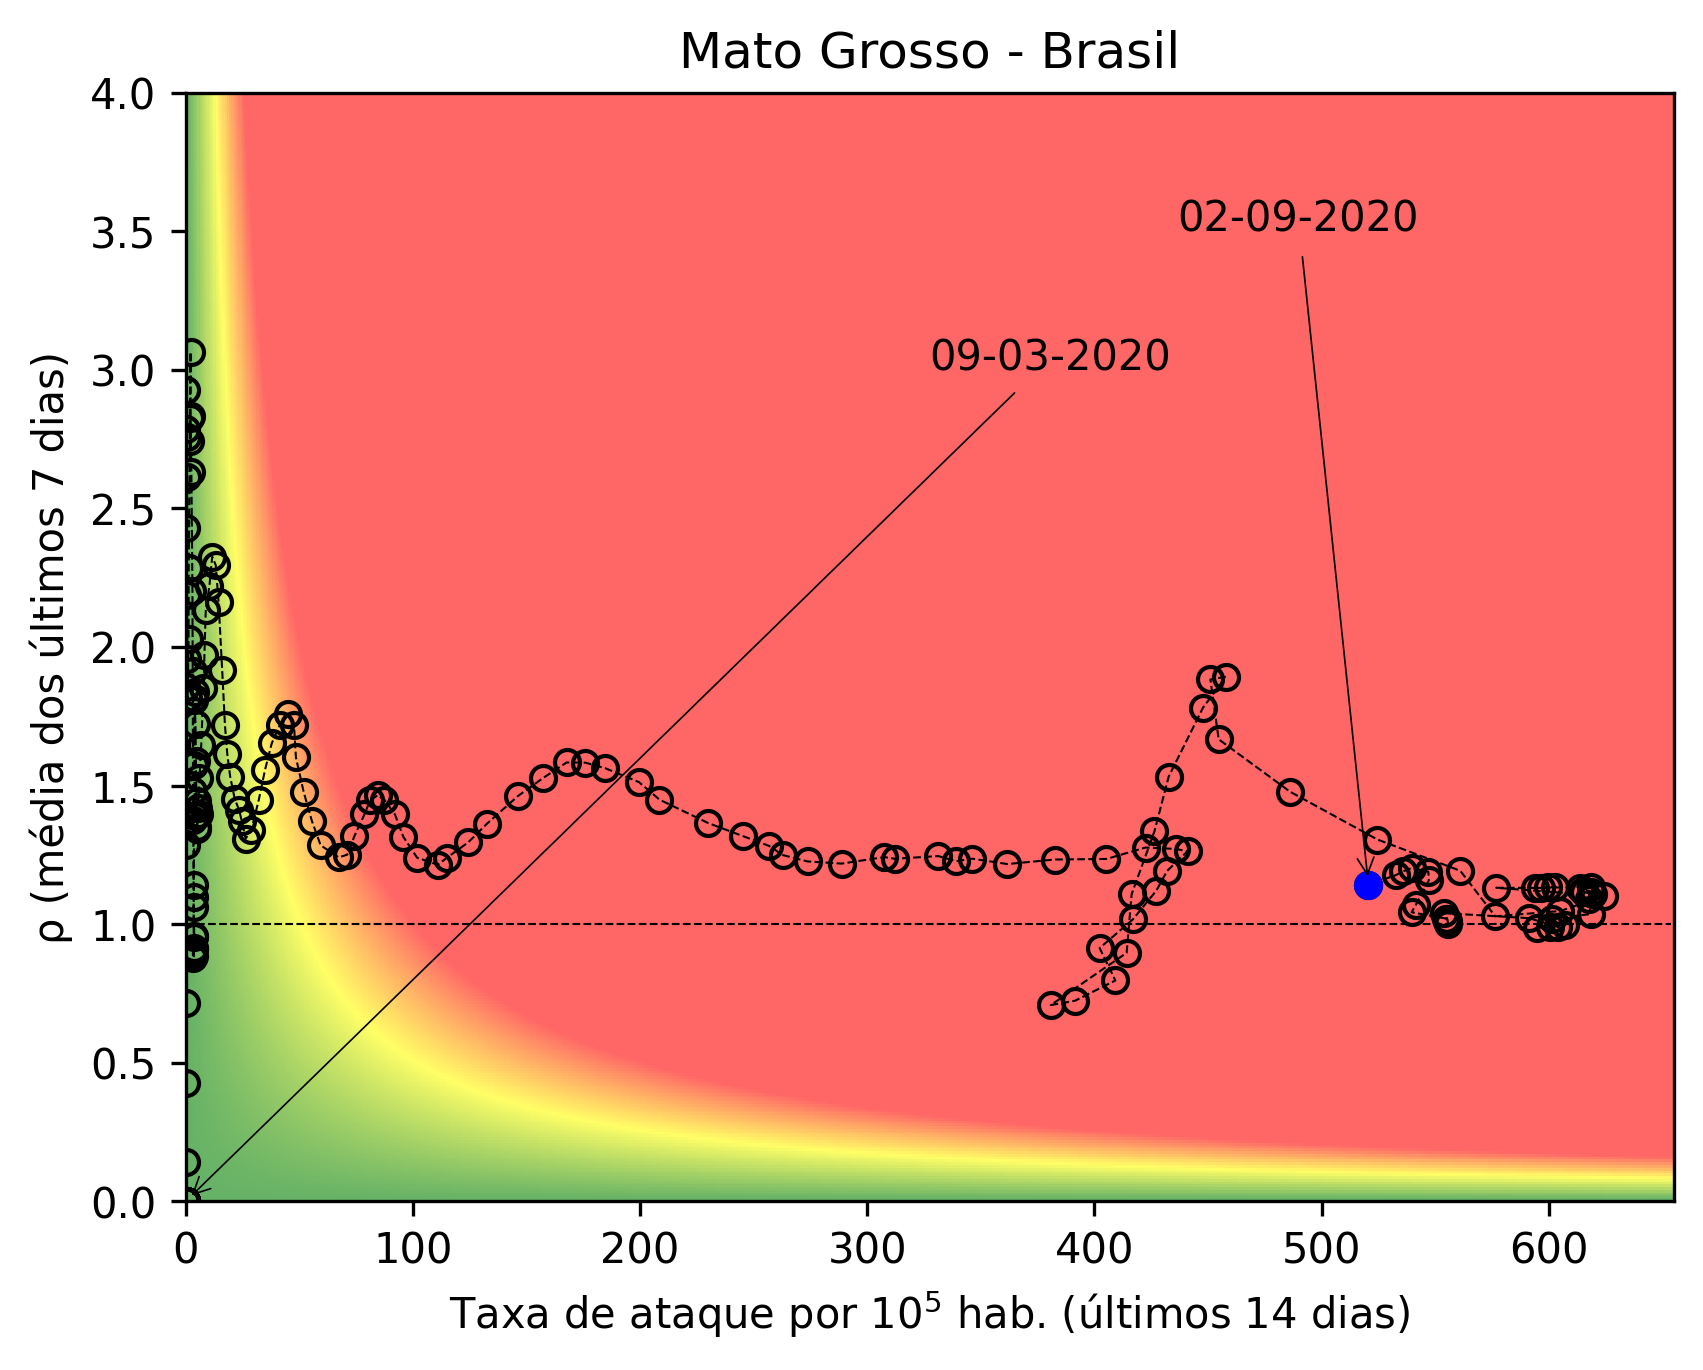 Mato Grosso - Brasil
4.0
3.5
3.0
2.5
2.0
1.5
1.0
0.5
0.0
ρ (média dos últimos 7 dias)
02-09-2020
09-03-2020
0 100 200 300 400 500 600
Taxa de ataque por 10⁵ hab. (últimos 14 dias)